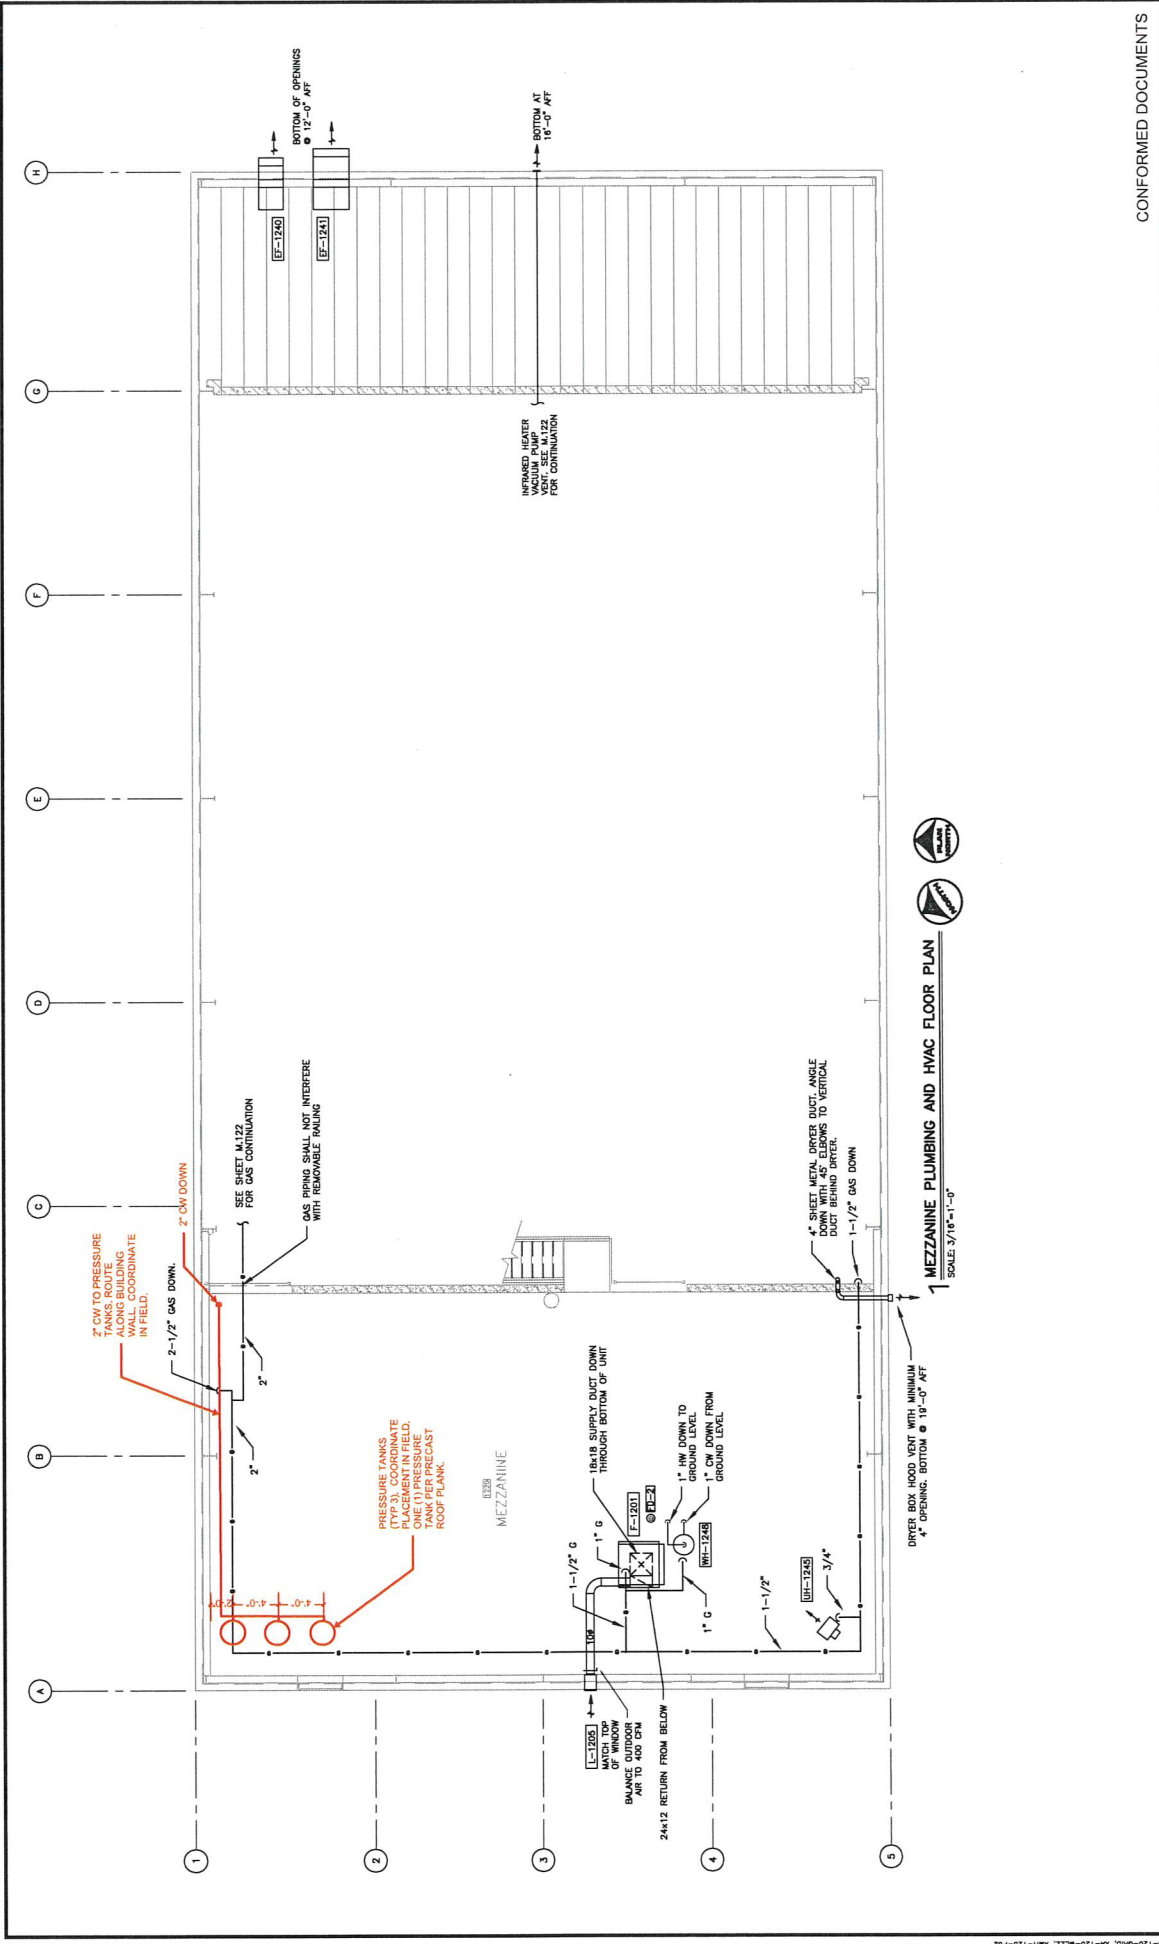 CONFORMED DOCUMENTS
H
G
F
E
D
C
B
A
1
2
3
4
5
BOTTOM OF OPENINGS
@ 12'-0" AFF
EF-1240
EF-1241
BOTTOM AT
16'-0" AFF
INFRARED HEATER
VACUUM PUMP
VENT. SEE M.122
FOR CONTINUATION
2" CW TO PRESSURE
TANKS. ROUTE
ALONG BUILDING
WALL. COORDINATE
IN FIELD.
2" CW DOWN
2-1/2" GAS DOWN.
SEE SHEET M.122
FOR GAS CONTINUATION
GAS PIPING SHALL NOT INTERFERE
WITH REMOVABLE RAILING
2"
2"
PRESSURE TANKS
(TYP 3). COORDINATE
PLACEMENT IN FIELD.
ONE (1) PRESSURE
TANK PER PRECAST
ROOF PLANK.
2'-0"
4'-0"
4'-0"
MEZZANINE
18x18 SUPPLY DUCT DOWN
THROUGH BOTTOM OF UNIT
F-1201
FD-2
1" HW DOWN TO
GROUND LEVEL
1" CW DOWN FROM
GROUND LEVEL
WH-1248
1" G
1-1/2" G
1" G
10ø
L-1205
MATCH TOP
OF WINDOW
BALANCE OUTDOOR
AIR TO 400 CFM
24x12 RETURN FROM BELOW
1-1/2"
UH-1245
3/4"
4" SHEET METAL DRYER DUCT. ANGLE
DOWN WITH 45° ELBOWS TO VERTICAL
DUCT BEHIND DRYER.
1-1/2" GAS DOWN
DRYER BOX HOOD VENT WITH MINIMUM
4" OPENING. BOTTOM @ 19'-0" AFF
1
MEZZANINE PLUMBING AND HVAC FLOOR PLAN
SCALE: 3/16"=1'-0"
NORTH
PLAN
NORTH